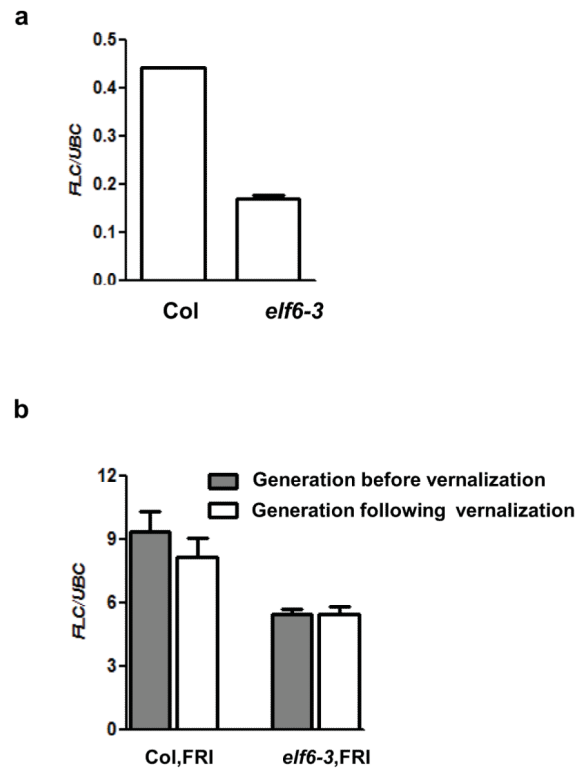 a
0.5
0.4
0.3
0.2
0.1
0.0
FLC/UBC
Col elf6-3
b
12
9
6
3
0
FLC/UBC
Generation before vernalization
Generation following vernalization
Col,FRI elf6-3,FRI